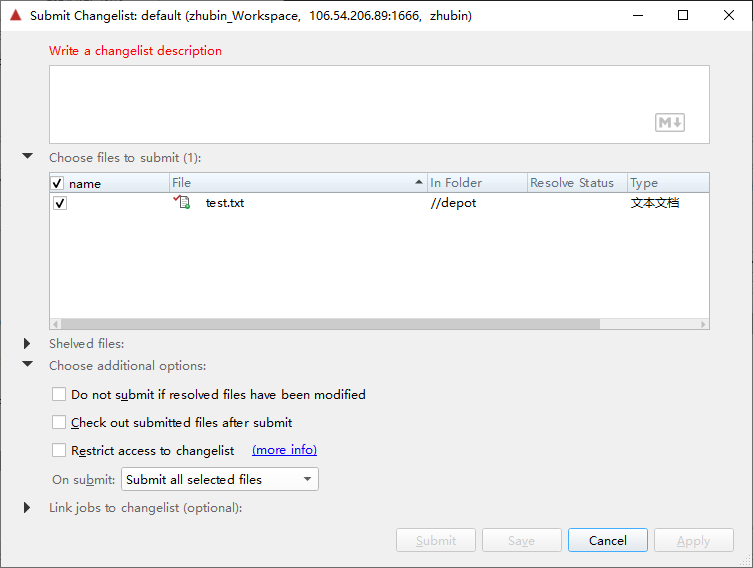 Submit Changelist: default (zhubin_Workspace, 106.54.206.89:1666, zhubin)
Write a changelist description
M
Choose files to submit (1):
name File In Folder Resolve Status Type
test.txt //depot 文本文档
Shelved files:
Choose additional options:
Do not submit if resolved files have been modified
Check out submitted files after submit
Restrict access to changelist (more info)
On submit: Submit all selected files
Link jobs to changelist (optional):
Submit Save Cancel Apply